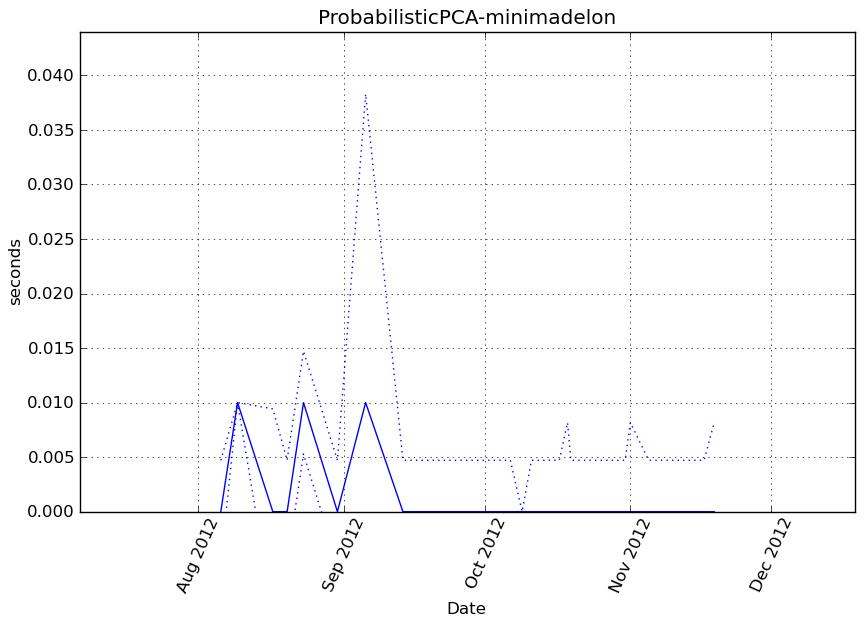 ProbabilisticPCA-minimadelon
0.040
0.035
0.030
0.025
0.020
0.015
0.010
0.005
0.000
seconds
Aug 2012
Sep 2012
Oct 2012
Nov 2012
Dec 2012
Date